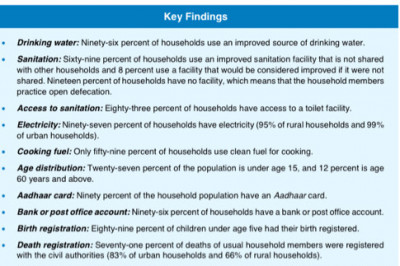 Key Findings
• Drinking water: Ninety-six percent of households use an improved source of drinking water.
• Sanitation: Sixty-nine percent of households use an improved sanitation facility that is not shared
with other households and 8 percent use a facility that would be considered improved if it were not
shared. Nineteen percent of households have no facility, which means that the household members
practice open defecation.
• Access to sanitation: Eighty-three percent of households have access to a toilet facility.
• Electricity: Ninety-seven percent of households have electricity (95% of rural households and 99%
of urban households).
• Cooking fuel: Only fifty-nine percent of households use clean fuel for cooking.
• Age distribution: Twenty-seven percent of the population is under age 15, and 12 percent is age
60 years and above.
• Aadhaar card: Ninety percent of the household population have an Aadhaar card.
• Bank or post office account: Ninety-six percent of households have a bank or post office account.
• Birth registration: Eighty-nine percent of children under age five had their birth registered.
• Death registration: Seventy-one percent of deaths of usual household members were registered
with the civil authorities (83% of urban households and 66% of rural households).